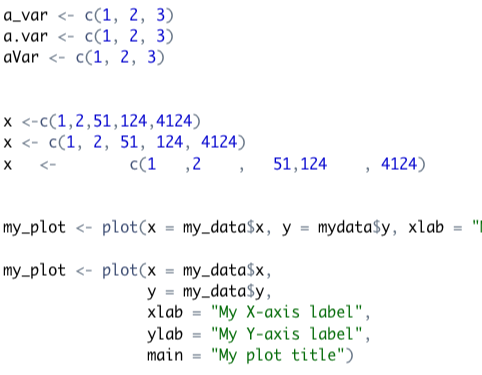 a_var <- c(1, 2, 3)
a.var <- c(1, 2, 3)
aVar <- c(1, 2, 3)
x <-c(1,2,51,124,4124)
x <- c(1, 2, 51, 124, 4124)
x   <-        c(1   ,2    ,   51,124    , 4124)
my_plot <- plot(x = my_data$x, y = mydata$y, xlab = "
my_plot <- plot(x = my_data$x,
                y = my_data$y,
                xlab = "My X-axis label",
                ylab = "My Y-axis label",
                main = "My plot title")